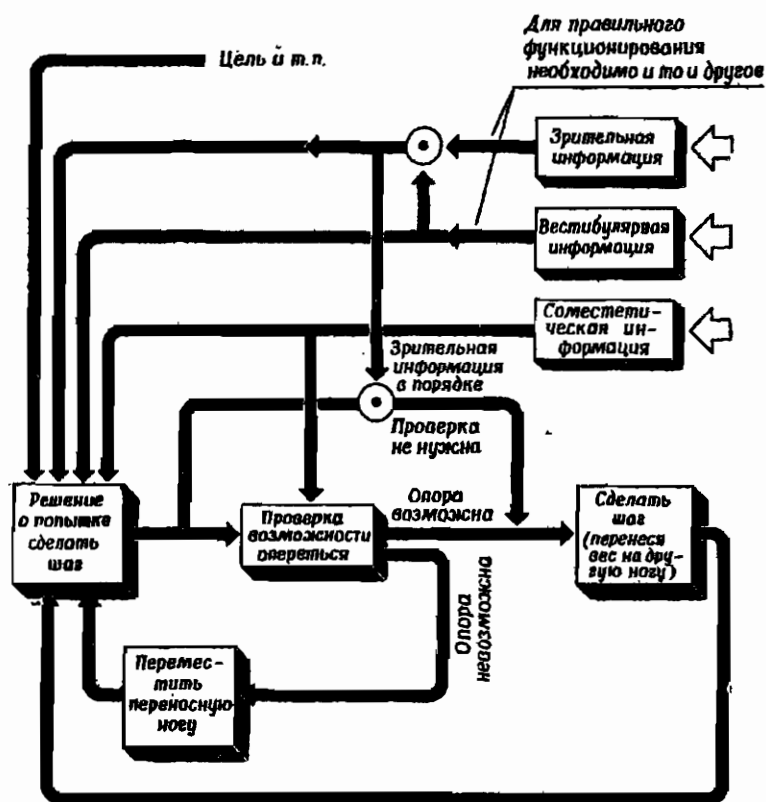 Для правильного
функционирования
необходимо и то и другое
Цель и т.п.
Зрительная
информация
Вестибулярная
информация
Соместети-
ческая ин-
формация
Зрительная
информация
в порядке
Проверка
не нужна
Решение
о попытке
сделать
шаг
Проверка
возможности
опереться
Опора
возможна
Сделать
шаг
(перенеся
вес на дру-
гую ногу)
Опора
невозможна
Перемес-
тить
переносную
ногу